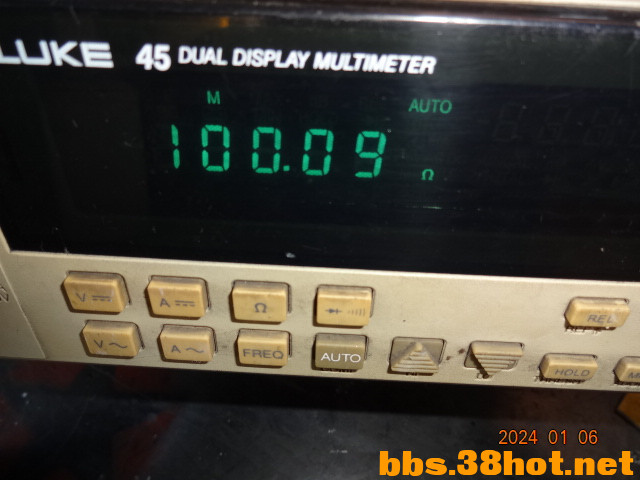 LUKE 45 DUAL DISPLAY MULTIMETER
M AUTO
100.09 Ω
V A Ω REL
V~ A~ FREQ AUTO HOLD
2024 01 06
bbs.38hot.net